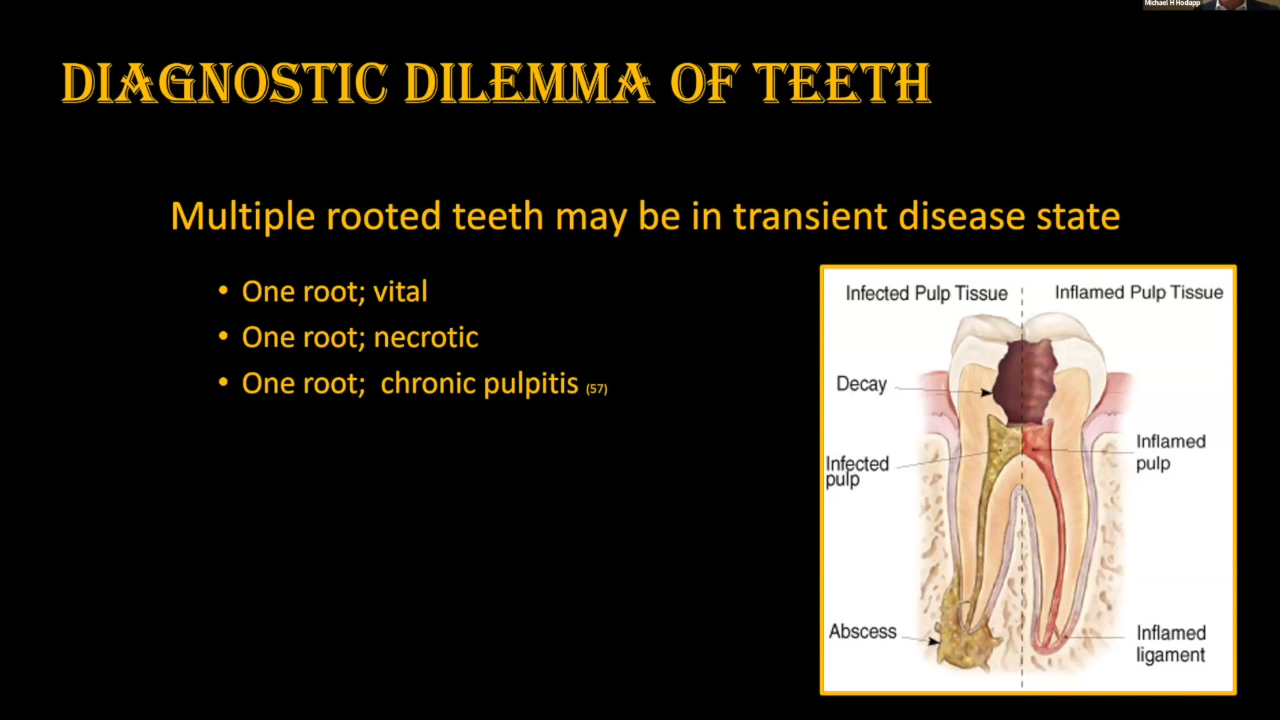 Michael H Hodapp
DIAGNOSTIC DILEMMA OF TEETH
Multiple rooted teeth may be in transient disease state
• One root; vital
• One root; necrotic
• One root; chronic pulpitis (57)
Infected Pulp Tissue
Inflamed Pulp Tissue
Decay
Infected
pulp
Inflamed
pulp
Abscess
Inflamed
ligament